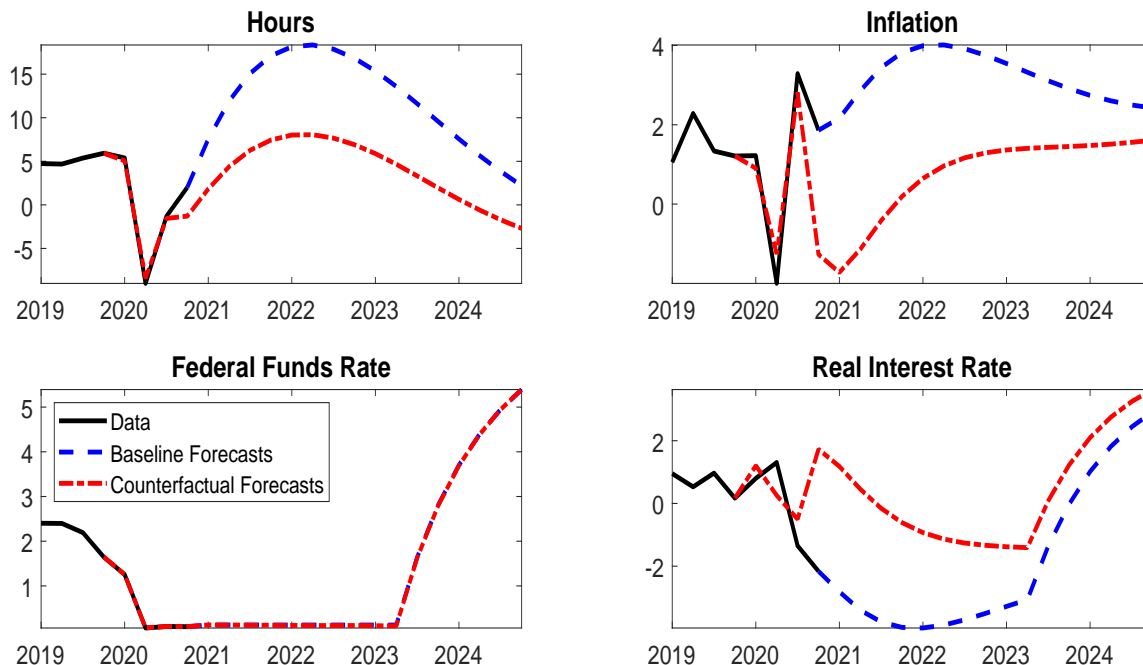 Hours
15
10
5
0
-5
2019 2020 2021 2022 2023 2024
Inflation
4
2
0
2019 2020 2021 2022 2023 2024
Federal Funds Rate
5
4
3
2
1
Data
Baseline Forecasts
Counterfactual Forecasts
2019 2020 2021 2022 2023 2024
Real Interest Rate
2
0
-2
2019 2020 2021 2022 2023 2024